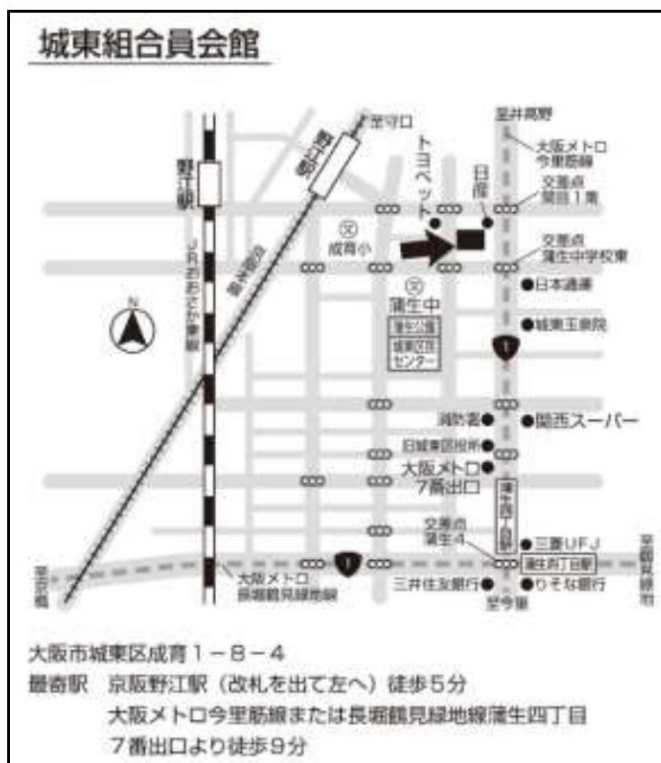 城東組合員会館
至守口
至井高野
大阪メトロ
今里筋線
トヨペット
日産
交差点
関目1南
野江駅
野江駅
文
成育小
交差点
蒲生中学校東
JRおおさか東線
京阪本線
文
蒲生中
日本通運
N
蒲生公園
城東区民
センター
城東玉泉院
1
消防署
関西スーパー
旧城東区役所
大阪メトロ
7番出口
蒲生四丁目駅
交差点
蒲生4
三菱UFJ
至京橋
1
蒲生四丁目駅
至鶴見緑地
大阪メトロ
長堀鶴見緑地線
三井住友銀行
りそな銀行
至今里
大阪市城東区成育1-8-4
最寄駅 京阪野江駅（改札を出て左へ）徒歩5分
大阪メトロ今里筋線または長堀鶴見緑地線蒲生四丁目
7番出口より徒歩9分